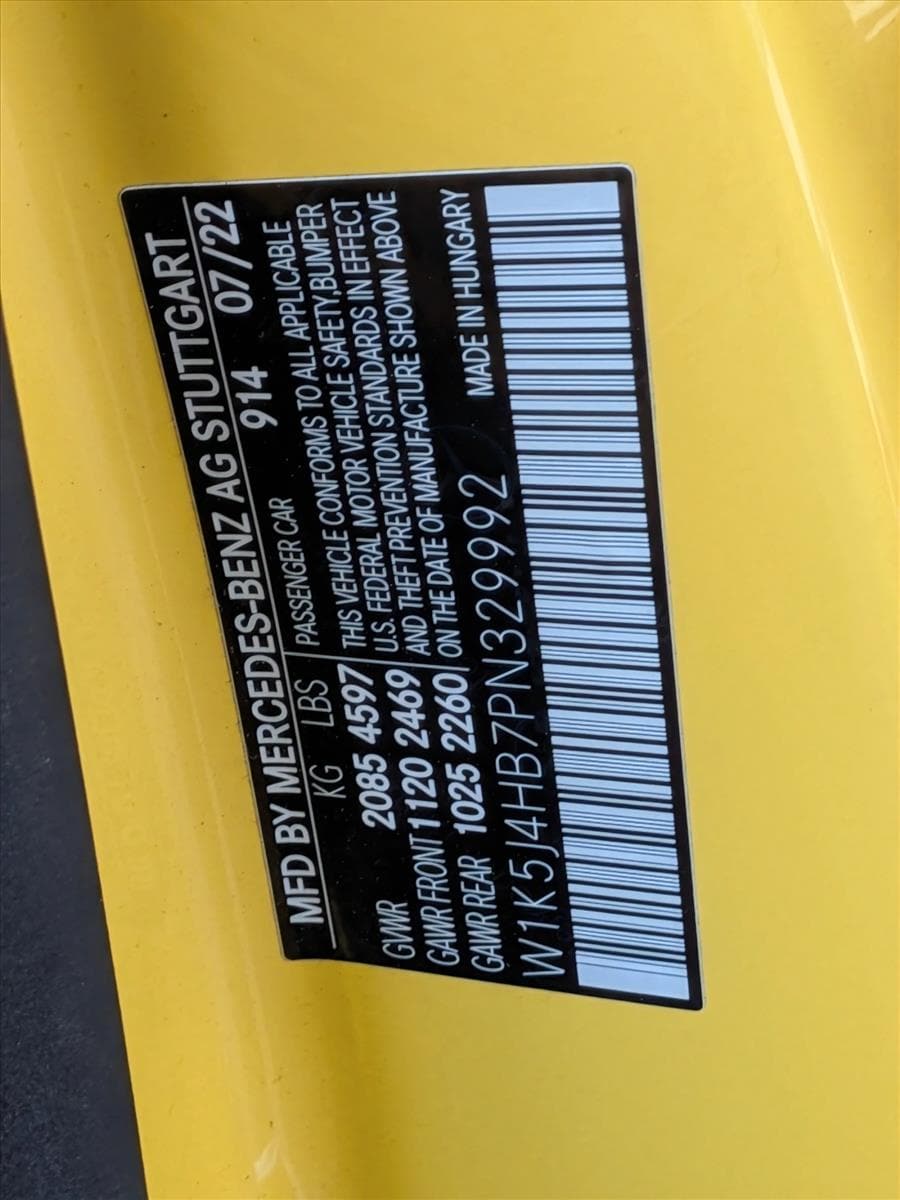 MFD BY MERCEDES-BENZ AG STUTTGART
KG LBS PASSENGER CAR 914 07/22
GVWR 2085 4597
GAWR FRONT 1120 2469
GAWR REAR 1025 2260
THIS VEHICLE CONFORMS TO ALL APPLICABLE
U.S. FEDERAL MOTOR VEHICLE SAFETY,BUMPER
AND THEFT PREVENTION STANDARDS IN EFFECT
ON THE DATE OF MANUFACTURE SHOWN ABOVE
W1K5J4HB7PN329992 MADE IN HUNGARY